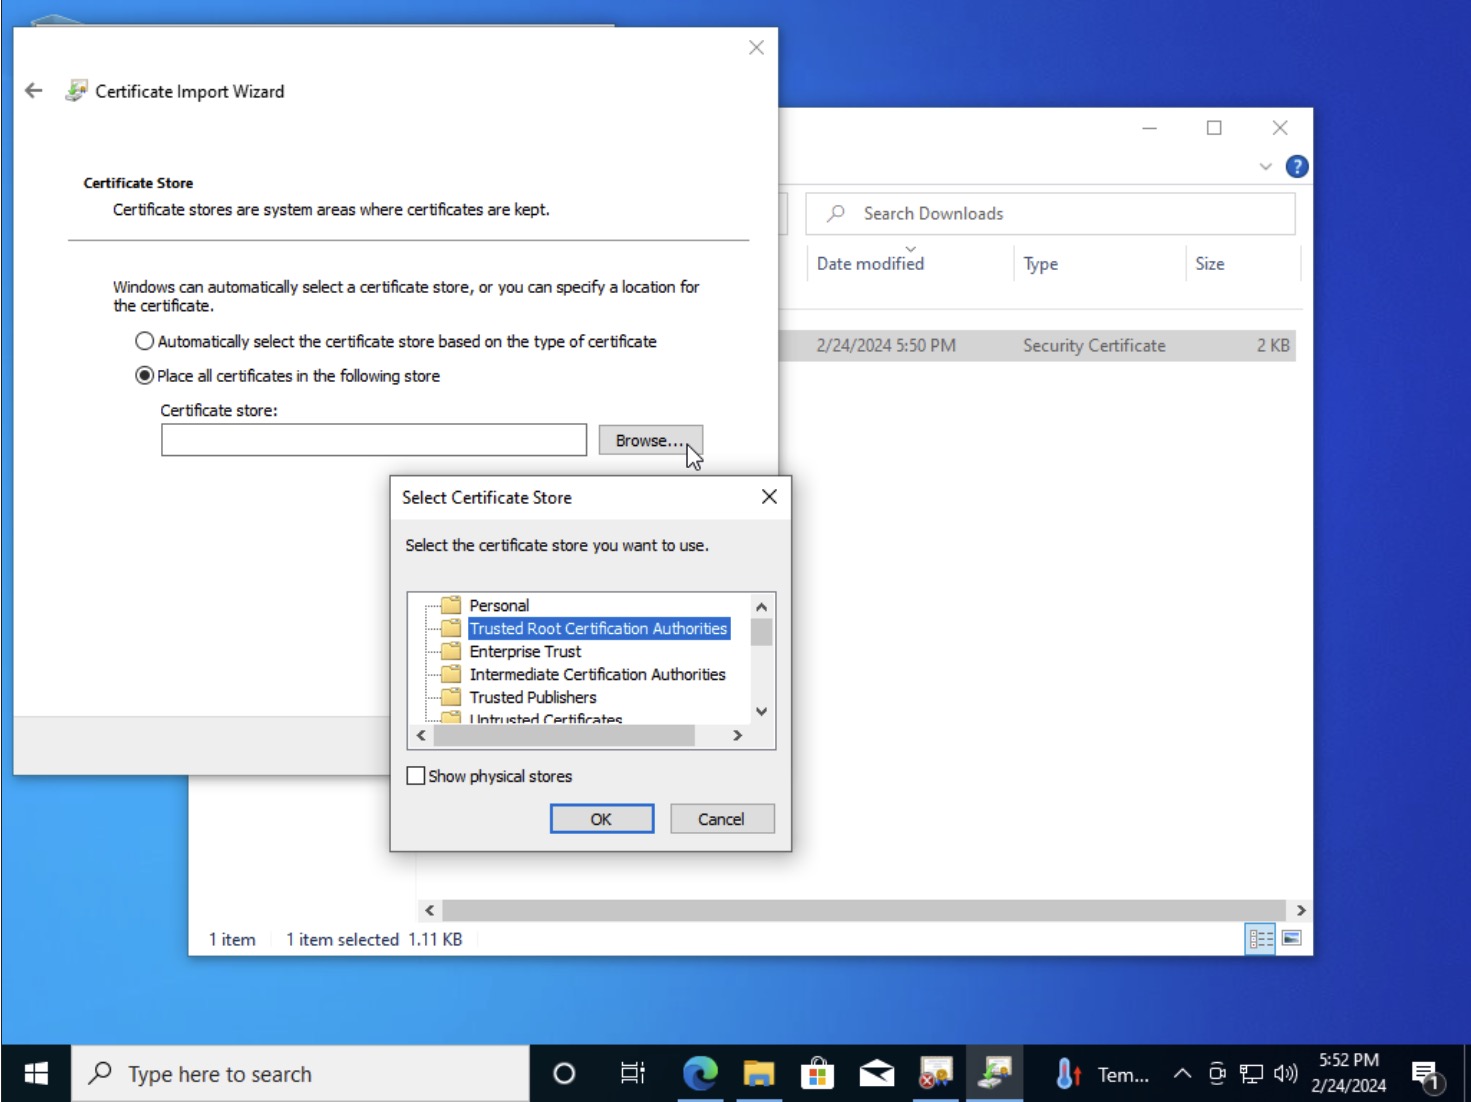 Certificate Import Wizard
Certificate Store
Certificate stores are system areas where certificates are kept.
Windows can automatically select a certificate store, or you can specify a location for
the certificate.
Automatically select the certificate store based on the type of certificate
Place all certificates in the following store
Certificate store:
Browse...
Select Certificate Store
Select the certificate store you want to use.
Personal
Trusted Root Certification Authorities
Enterprise Trust
Intermediate Certification Authorities
Trusted Publishers
Untrusted Certificates
Show physical stores
OK Cancel
?
Search Downloads
Date modified Type Size
2/24/2024 5:50 PM Security Certificate 2 KB
1 item 1 item selected 1.11 KB
Type here to search
Tem...
5:52 PM
2/24/2024
1